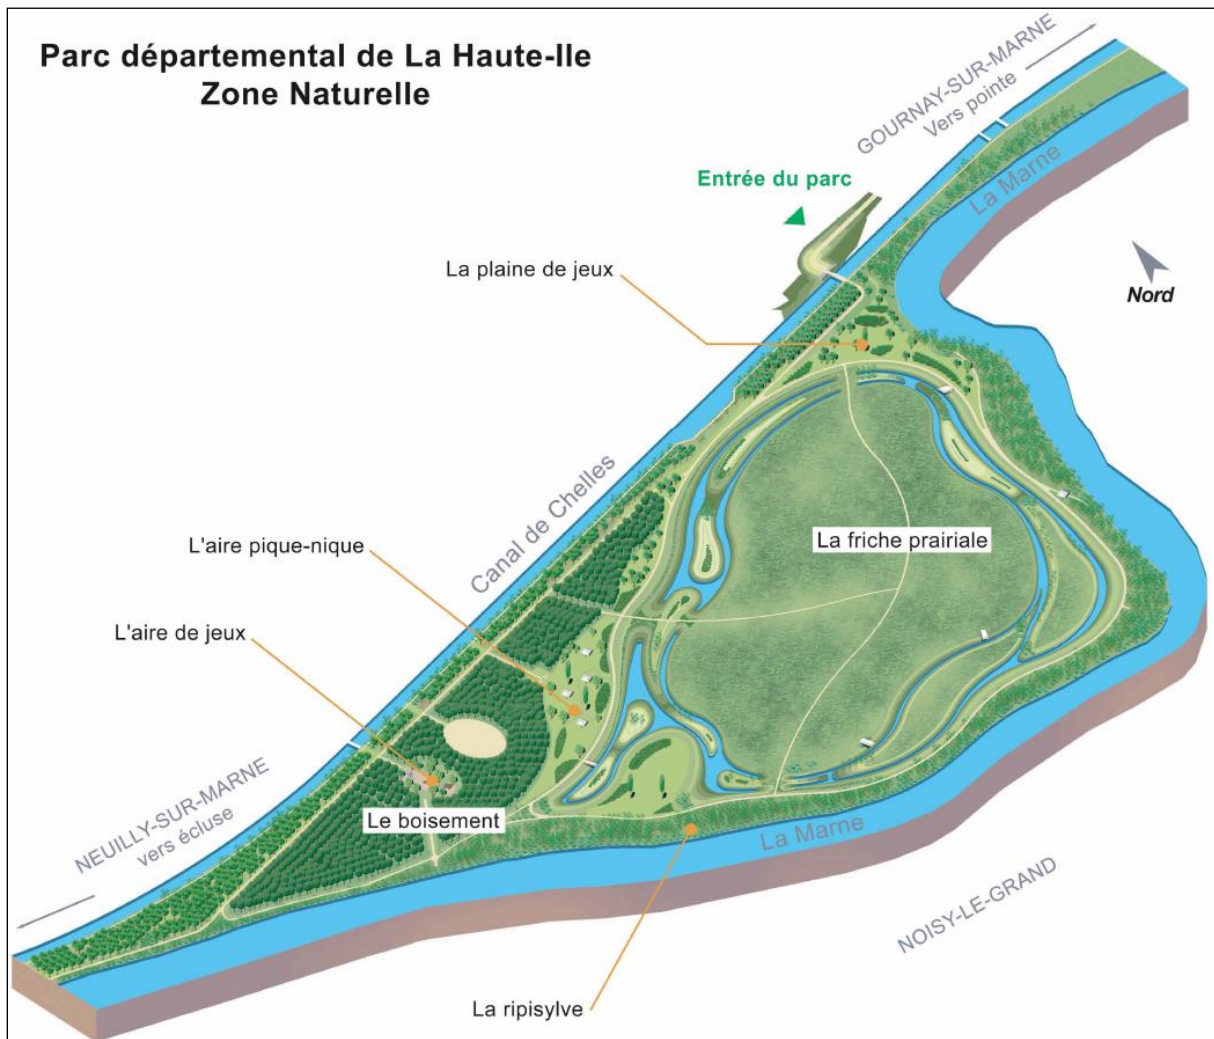 Parc départemental de La Haute-Ile
Zone Naturelle
GOURNAY-SUR-MARNE
Vers pointe
La Marne
Entrée du parc
La plaine de jeux
Nord
Canal de Chelles
L'aire pique-nique
La friche prairiale
L'aire de jeux
NEUILLY-SUR-MARNE
vers écluse
Le boisement
La Marne
NOISY-LE-GRAND
La ripisylve